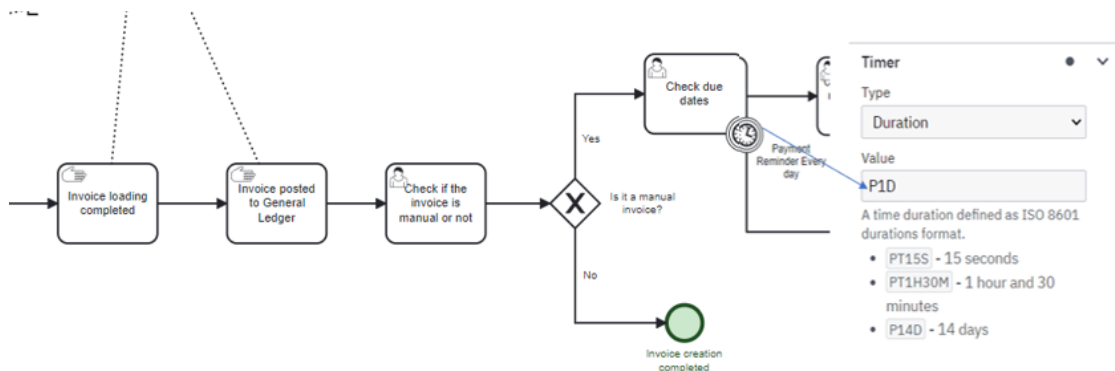 Invoice loading
completed
Invoice posted
to General
Ledger
Check if the
invoice is
manual or not
Yes
Is it a manual
invoice?
No
Invoice creation
completed
Check due
dates
Payment
Reminder Every
day
Timer
Type
Duration
Value
P1D
A time duration defined as ISO 8601
durations format.
• PT15S - 15 seconds
• PT1H30M - 1 hour and 30
minutes
• P14D - 14 days